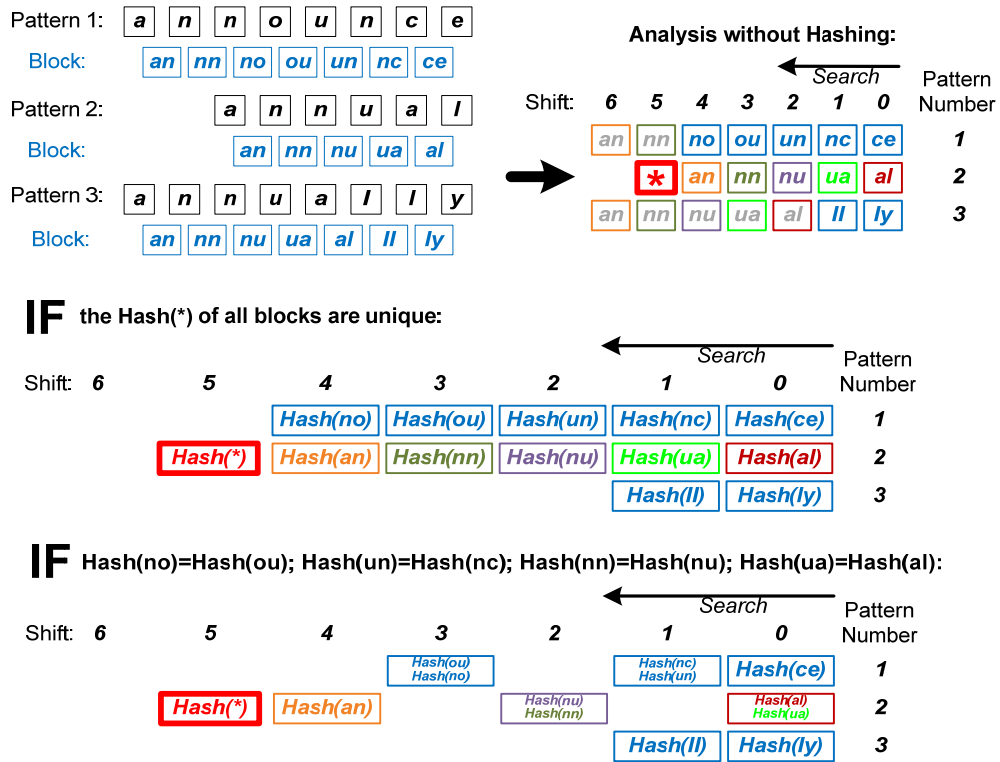 Pattern 1: a n n o u n c e
Block: an nn no ou un nc ce
Pattern 2: a n n u a l
Block: an nn nu ua al
Pattern 3: a n n u a l l y
Block: an nn nu ua al ll ly
Analysis without Hashing:
Search
Pattern
Number
Shift: 6 5 4 3 2 1 0
an nn no ou un nc ce 1
* an nn nu ua al 2
an nn nu ua al ll ly 3
IF the Hash(*) of all blocks are unique:
Search
Pattern
Number
Shift: 6 5 4 3 2 1 0
Hash(no) Hash(ou) Hash(un) Hash(nc) Hash(ce) 1
Hash(*) Hash(an) Hash(nn) Hash(nu) Hash(ua) Hash(al) 2
Hash(ll) Hash(ly) 3
IF Hash(no)=Hash(ou); Hash(un)=Hash(nc); Hash(nn)=Hash(nu); Hash(ua)=Hash(al):
Search
Pattern
Number
Shift: 6 5 4 3 2 1 0
Hash(ou) Hash(nc) Hash(ce) 1
Hash(no) Hash(un)
Hash(*) Hash(an) Hash(nu) Hash(al) 2
Hash(nn) Hash(ua)
Hash(ll) Hash(ly) 3